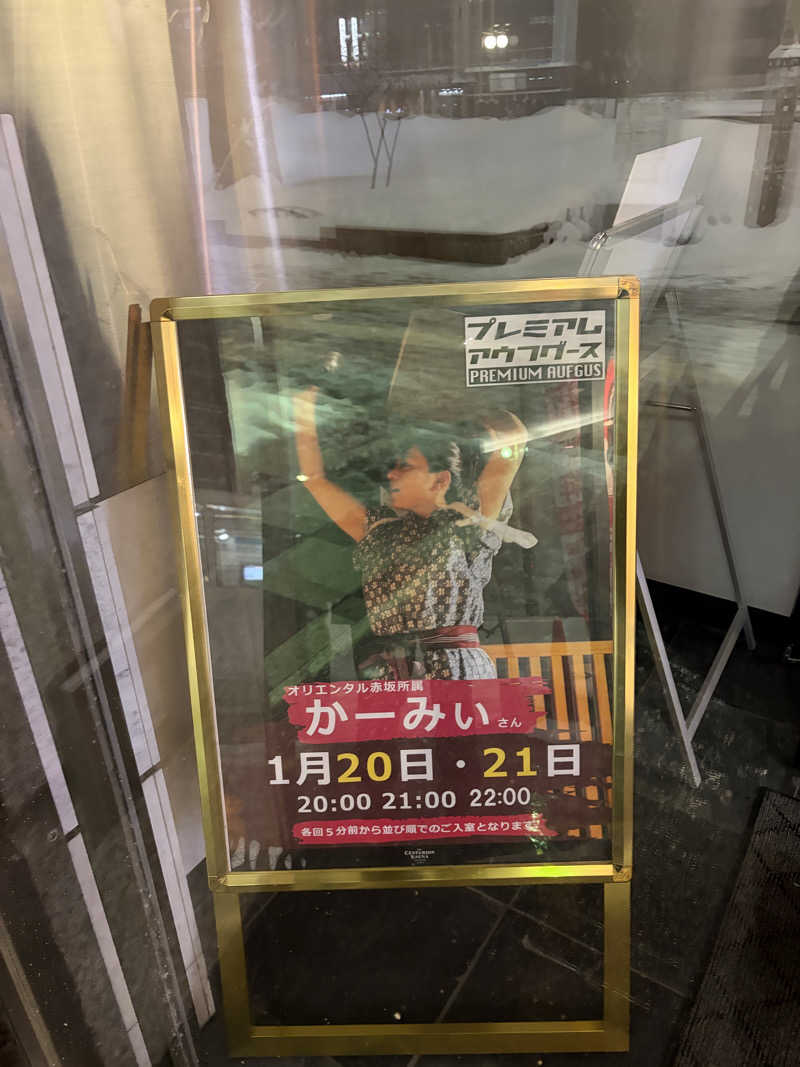 プレミアム
アウフグース
PREMIUM AUFGUS
オリエンタル赤坂所属
かーみぃさん
1月20日・21日
20:00 21:00 22:00
各回5分前から並び順でのご入室となります
CENTURION
SAUNA